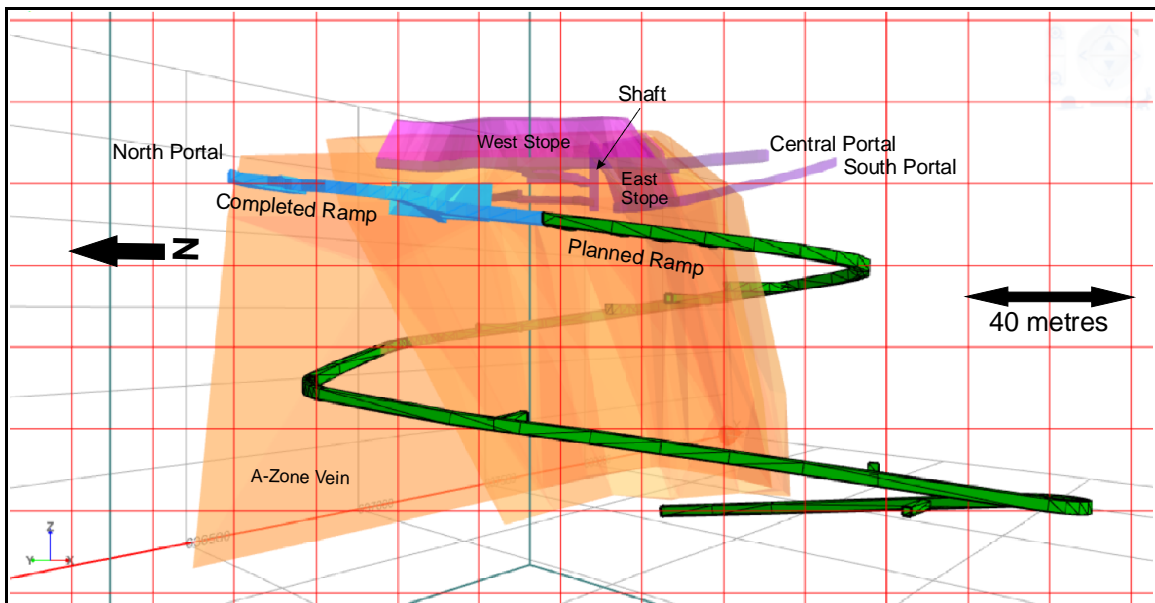 Shaft
West Stope
Central Portal
North Portal
South Portal
East
Stope
Completed Ramp
N
Planned Ramp
40 metres
A-Zone Vein
Z
Y
X